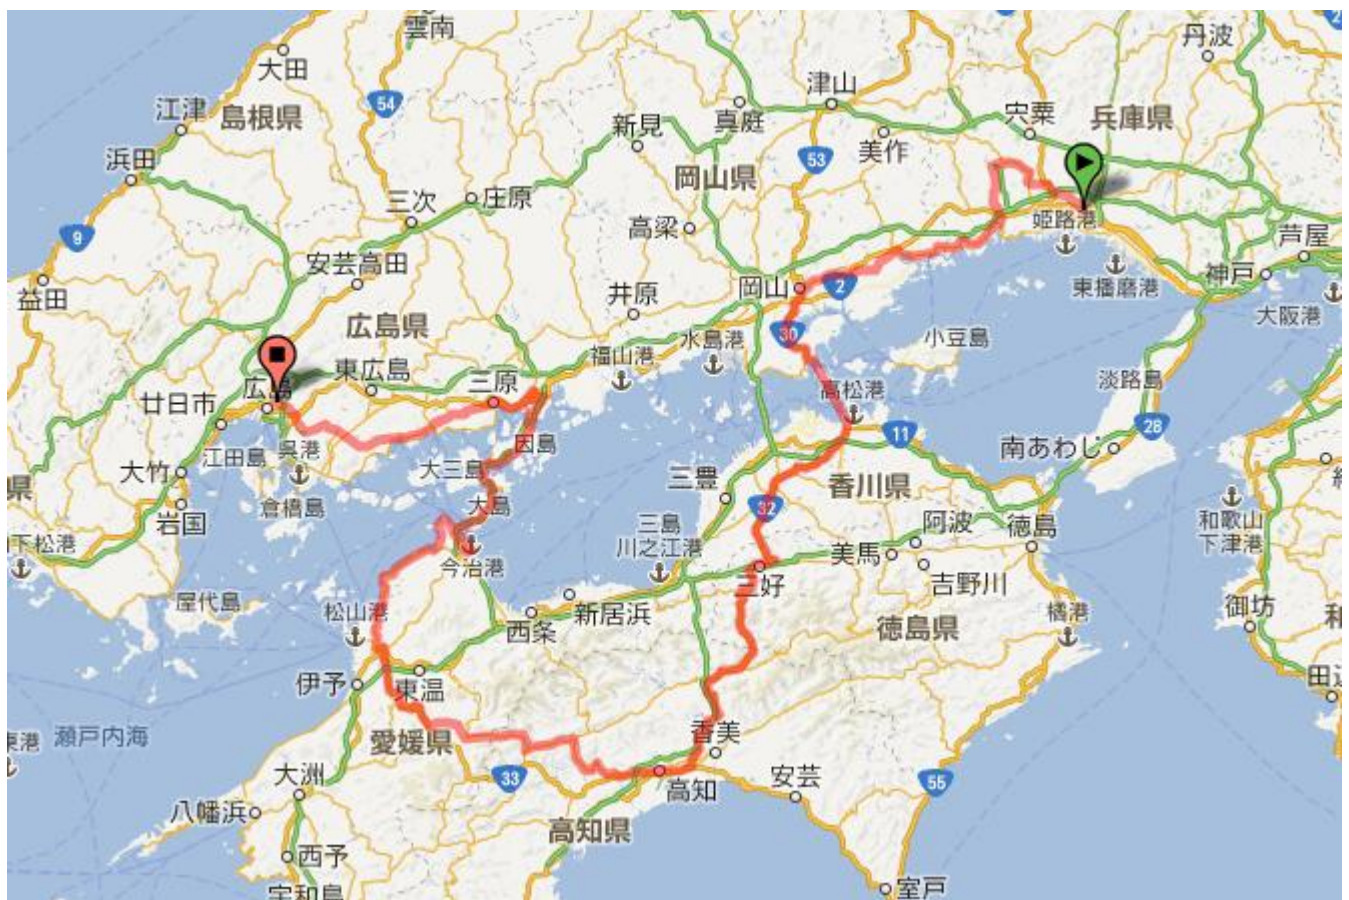 雲南
丹波
大田
津山
54
江津
島根県
真庭
宍粟
兵庫県
新見
53
美作
浜田
岡山県
庄原
三次
姫路港
高梁
9
芦屋
安芸高田
神戸
益田
井原
岡山
2
東播磨港
大阪港
広島県
30
小豆島
水島港
福山港
東広島
三原
高松港
淡路島
広島
廿日市
28
11
因島
呉港
南あわじ
江田島
大三島
大竹
三豊
香川県
県
倉橋島
大島
32
岩国
三島
川之江港
阿波
徳島
和歌山
下津港
下松港
美馬
今治港
三好
吉野川
屋代島
新居浜
御坊
松山港
西条
徳島県
橘港
和
伊予
東温
田辺
瀬戸内海
東港
愛媛県
香美
大洲
33
安芸
55
高知
八幡浜
高知県
西予
室戸
宇和島